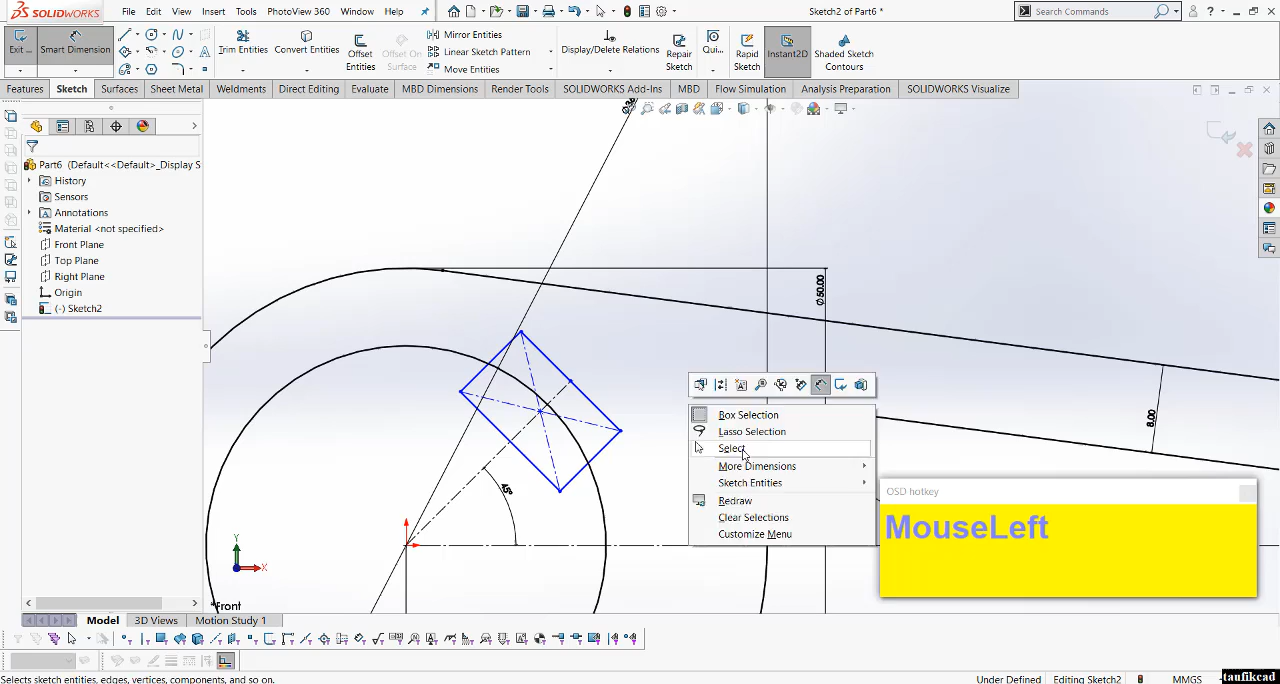 SOLIDWORKS File Edit View Insert Tools PhotoView 360 Window Help Sketch2 of Part6 * Search Commands
Exit ... Smart Dimension Trim Entities Convert Entities Offset Entities Offset On Surface Mirror Entities Display/Delete Relations Repair Sketch Qui... Rapid Sketch Instant2D Shaded Sketch Contours
Linear Sketch Pattern
Move Entities
Features Sketch Surfaces Sheet Metal Weldments Direct Editing Evaluate MBD Dimensions Render Tools SOLIDWORKS Add-Ins MBD Flow Simulation Analysis Preparation SOLIDWORKS Visualize
Part6 (Default<<Default>_Display S
History
Sensors
Annotations
Material <not specified>
Front Plane
Top Plane
Right Plane
Origin
(-) Sketch2
∅50.00
8.00
45°
Box Selection
Lasso Selection
Select
More Dimensions
Sketch Entities
Redraw
Clear Selections
Customize Menu
OSD hotkey
MouseLeft
Y
X
*Front
Model 3D Views Motion Study 1
Selects sketch entities, edges, vertices, components, and so on. Under Defined Editing Sketch2 MMGS
taufikcad